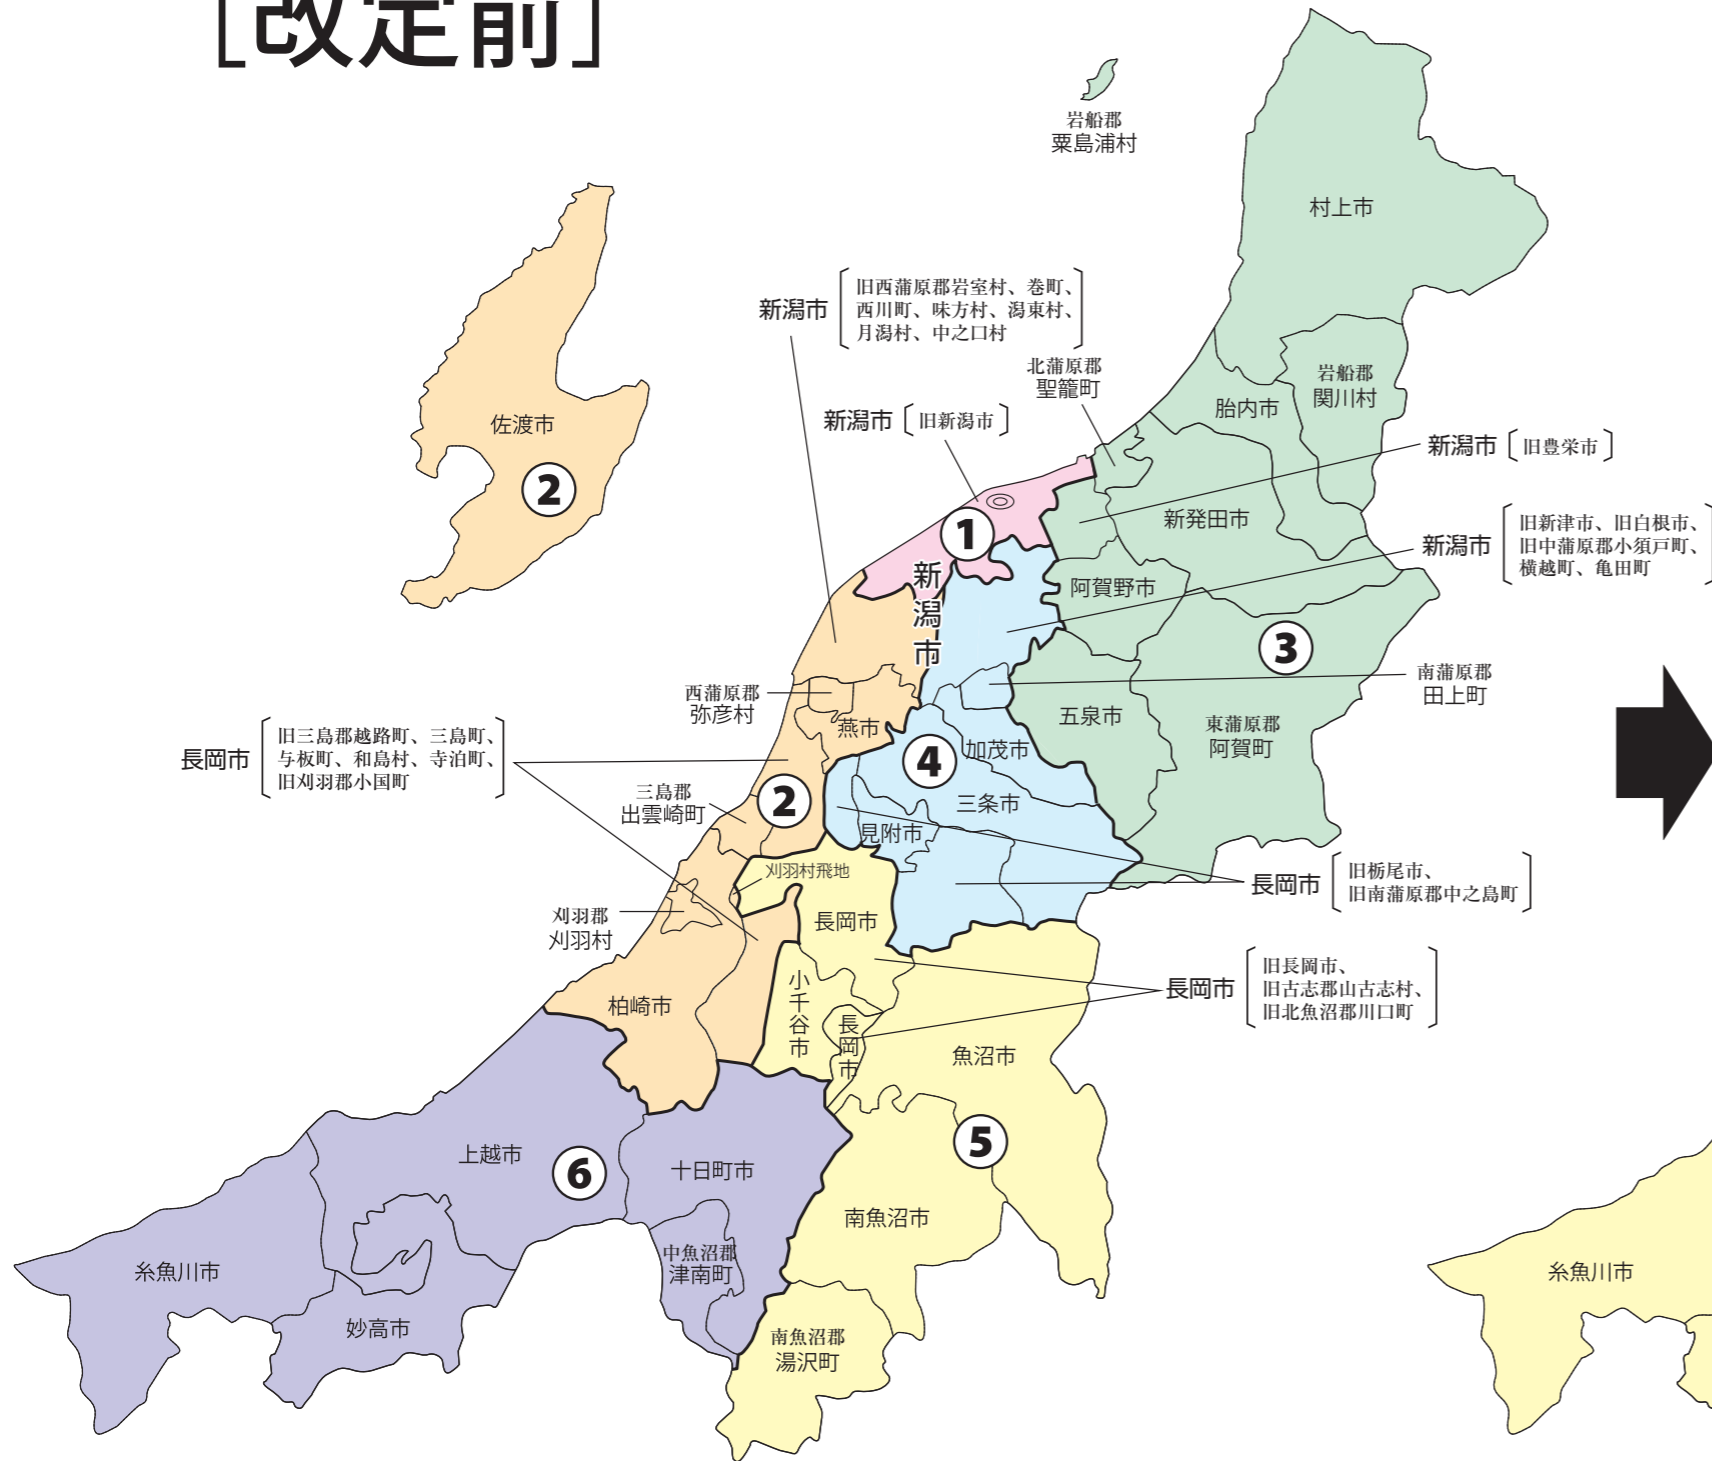 ［改定前］
岩船郡
粟島浦村
村上市
新潟市
旧西蒲原郡岩室村、巻町、
西川町、味方村、潟東村、
月潟村、中之口村
北蒲原郡
聖籠町
岩船郡
関川村
胎内市
佐渡市
2
新潟市［旧新潟市］
新潟市［旧豊栄市］
新発田市
1
新潟市
新潟市
旧新津市、旧白根市、
旧中蒲原郡小須戸町、
横越町、亀田町
阿賀野市
3
西蒲原郡
弥彦村
南蒲原郡
田上町
燕市
五泉市
東蒲原郡
阿賀町
長岡市
旧三島郡越路町、三島町、
与板町、和島村、寺泊町、
旧刈羽郡小国町
加茂市
4
2
三島郡
出雲崎町
三条市
見附市
刈羽村飛地
長岡市
旧栃尾市、
旧南蒲原郡中之島町
刈羽郡
刈羽村
長岡市
長岡市
旧長岡市、
旧古志郡山古志村、
旧北魚沼郡川口町
柏崎市
小千谷市
長岡市
魚沼市
5
上越市
6
十日町市
南魚沼市
中魚沼郡
津南町
糸魚川市
妙高市
南魚沼郡
湯沢町
糸魚川市